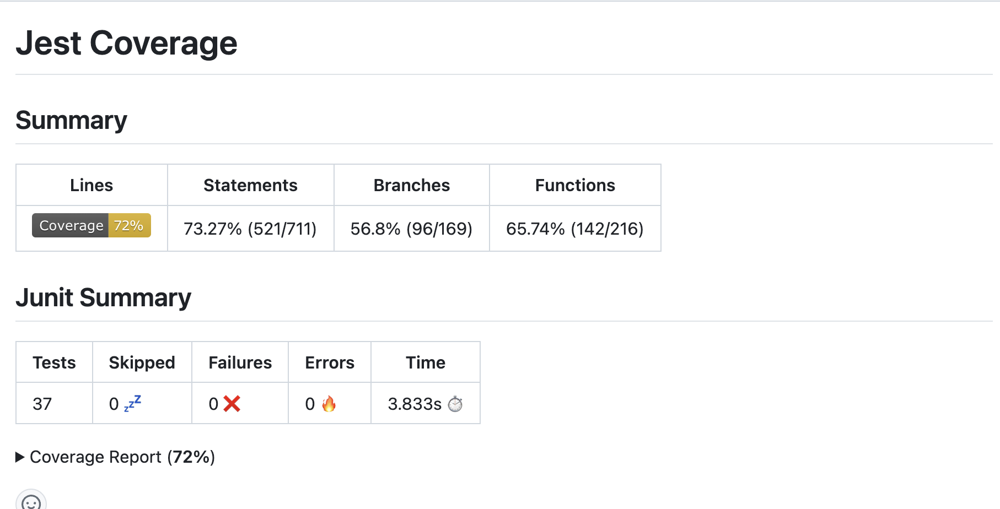 Jest Coverage
Summary
Lines Statements Branches Functions
Coverage 72% 73.27% (521/711) 56.8% (96/169) 65.74% (142/216)
Junit Summary
Tests Skipped Failures Errors Time
37 0 💤 0 ❌ 0 🔥 3.833s ⏱️
▶ Coverage Report (72%)